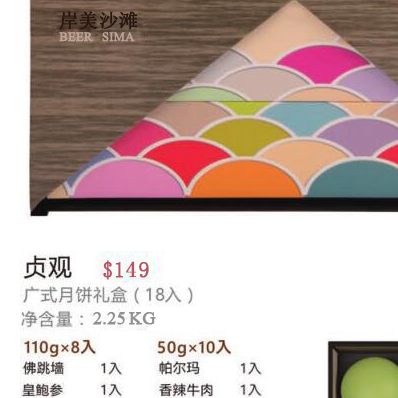 岸美沙滩
BEER SIMA
贞观 $149
广式月饼礼盒（18入）
净含量：2.25KG
110g×8入 50g×10入
佛跳墙 1入 帕尔玛 1入
皇鲍参 1入 香辣牛肉 1入